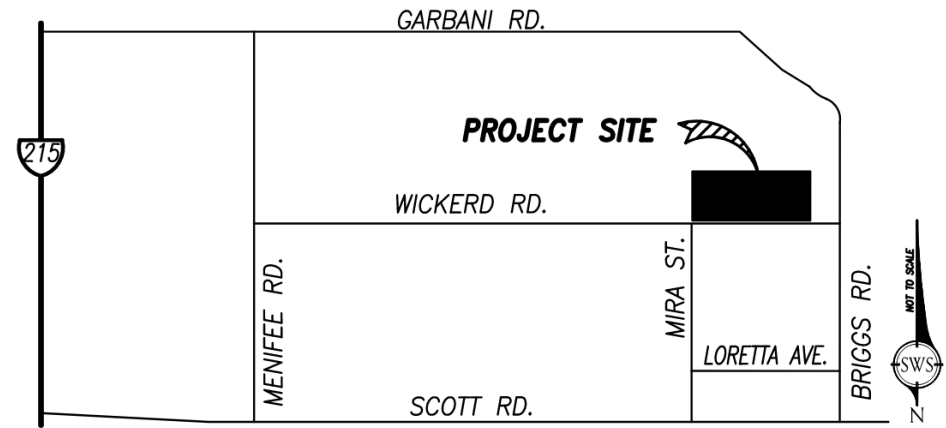 GARBANI RD.
PROJECT SITE
215
WICKERD RD.
MIRA ST.
MENIFEE RD.
BRIGGS RD.
NOT TO SCALE
LORETTA AVE.
SWS
SCOTT RD.
N